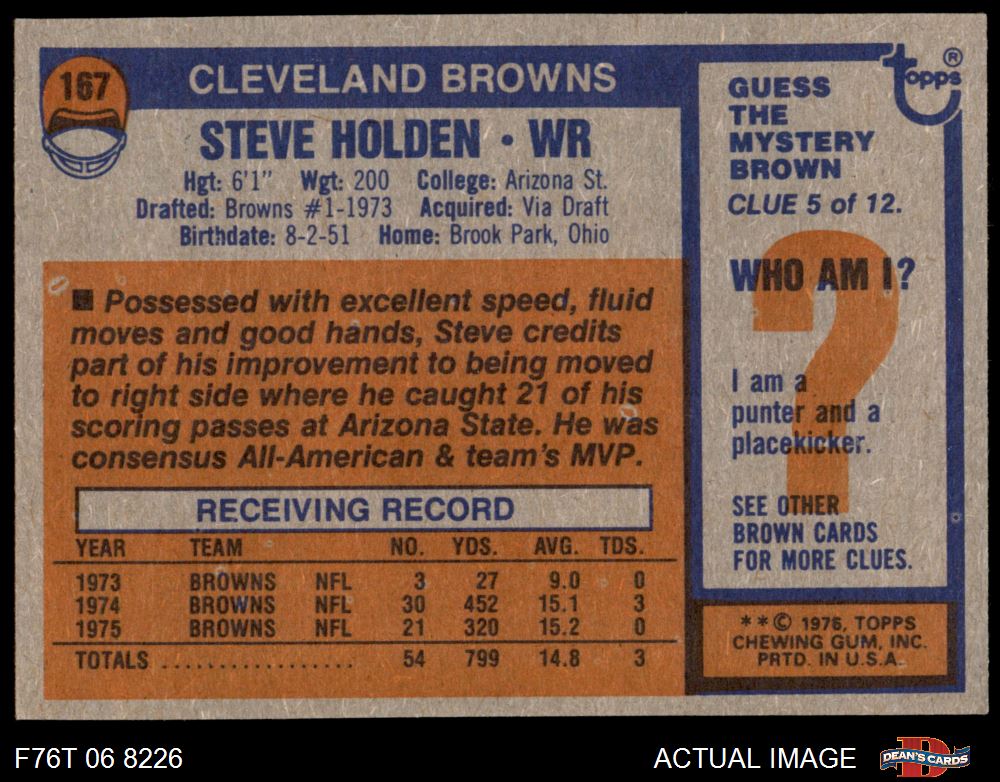 167
CLEVELAND BROWNS
STEVE HOLDEN • WR
Hgt: 6'1" Wgt: 200 College: Arizona St.
Drafted: Browns #1-1973 Acquired: Via Draft
Birthdate: 8-2-51 Home: Brook Park, Ohio
■ Possessed with excellent speed, fluid
moves and good hands, Steve credits
part of his improvement to being moved
to right side where he caught 21 of his
scoring passes at Arizona State. He was
consensus All-American & team's MVP.
RECEIVING RECORD
YEAR TEAM NO. YDS. AVG. TDS.
1973 BROWNS NFL 3 27 9.0 0
1974 BROWNS NFL 30 452 15.1 3
1975 BROWNS NFL 21 320 15.2 0
TOTALS .................. 54 799 14.8 3
topps ®
GUESS
THE
MYSTERY
BROWN
CLUE 5 of 12.
WHO AM I?
?
I am a
punter and a
placekicker.
SEE OTHER
BROWN CARDS
FOR MORE CLUES.
**© 1976, TOPPS
CHEWING GUM, INC.
PRTD. IN U.S.A.
F76T 06 8226
ACTUAL IMAGE
D
DEAN'S CARDS